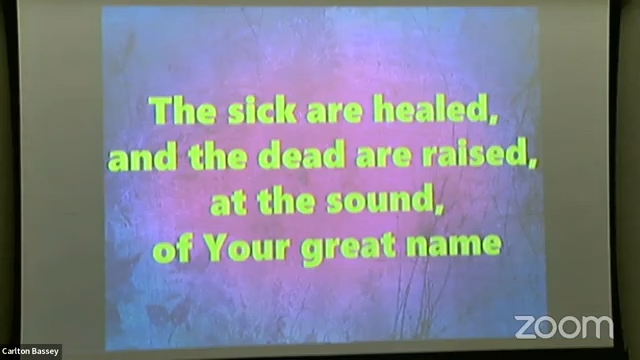 The sick are healed,
and the dead are raised,
at the sound,
of Your great name
Carlton Bassey
zoom